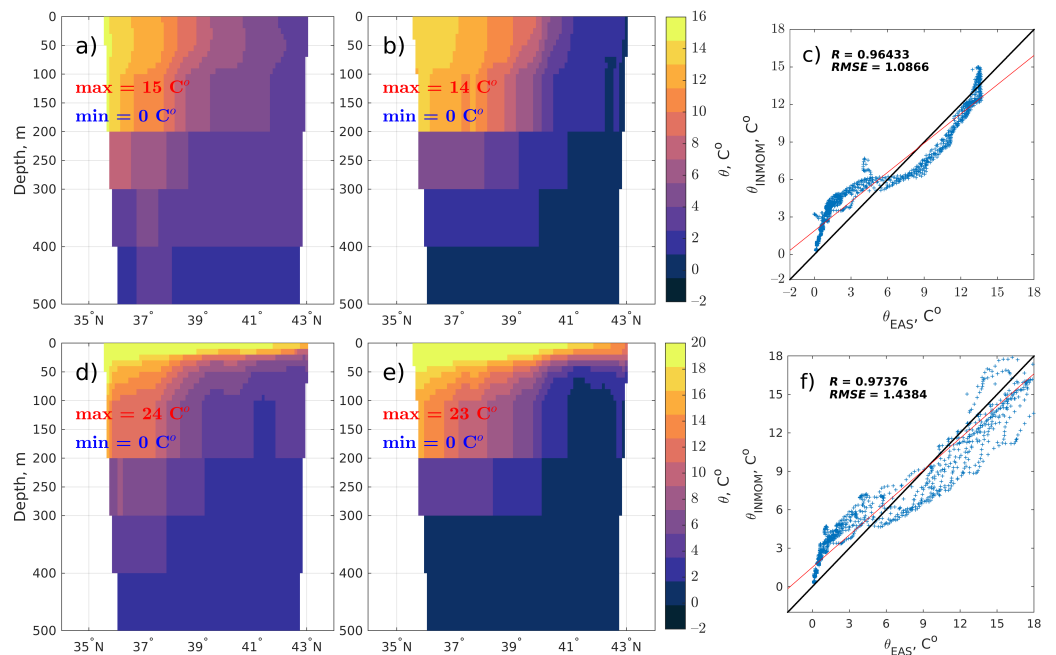 a)
max = 15 C°
min = 0 C°
Depth, m
0
50
100
150
200
300
400
500
35°N
37°
39°
41°
43°N
b)
max = 14 C°
min = 0 C°
35°N
37°
39°
41°
43°N
16
14
12
10
8
6
4
2
0
−2
θ, C°
c)
R = 0.96433
RMSE = 1.0866
θINMOM, C°
18
15
12
9
6
3
0
−2
−2 0 3 6 9 12 15 18
θEAS, C°
d)
max = 24 C°
min = 0 C°
Depth, m
0
50
100
150
200
300
400
500
35°N
37°
39°
41°
43°N
e)
max = 23 C°
min = 0 C°
35°N
37°
39°
41°
43°N
20
18
16
14
12
10
8
6
4
2
0
−2
θ, C°
f)
R = 0.97376
RMSE = 1.4384
θINMOM, C°
18
15
12
9
6
3
0
−2 0 3 6 9 12 15 18
θEAS, C°